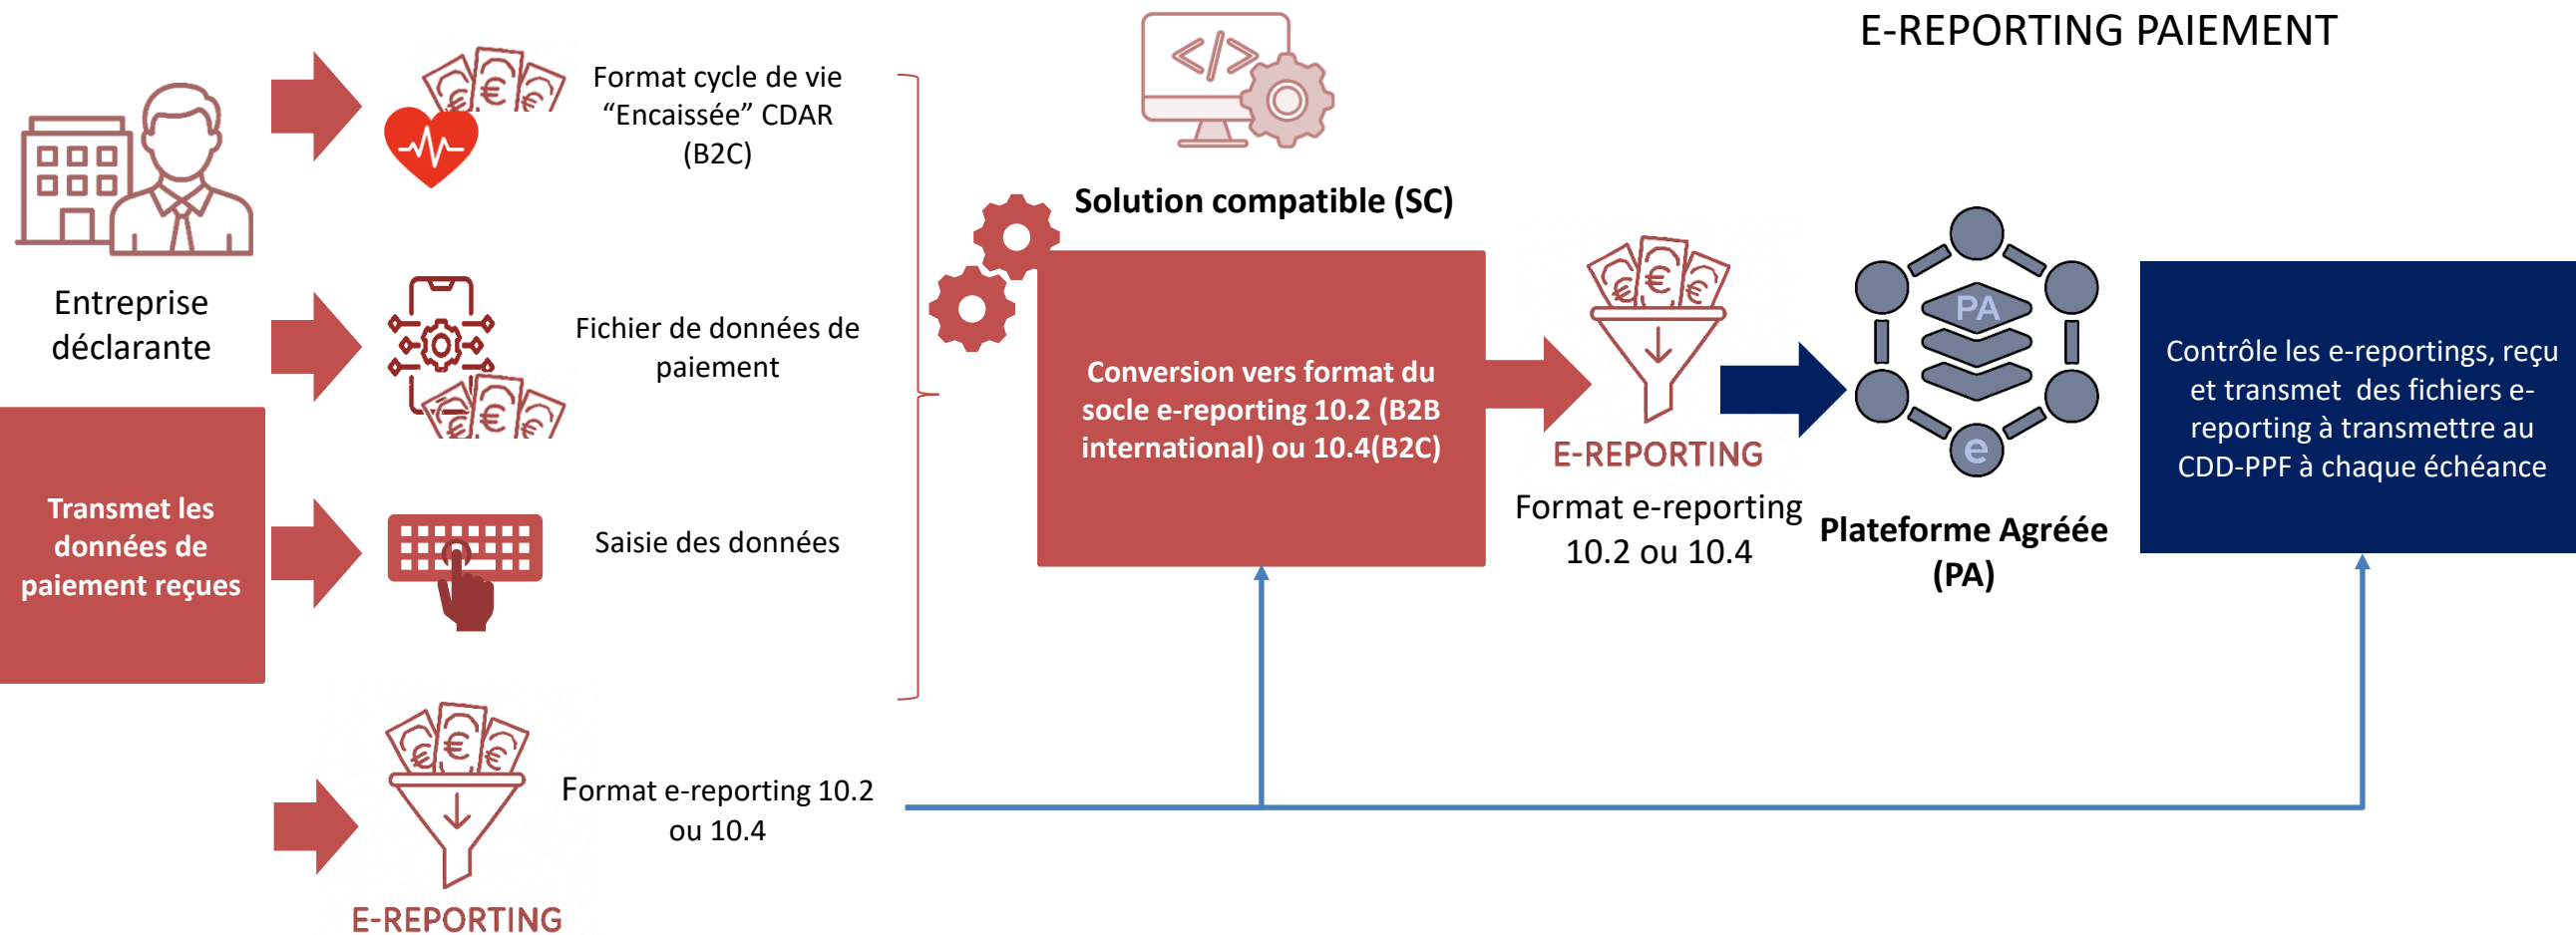 E-REPORTING PAIEMENT
Format cycle de vie
“Encaissée” CDAR
(B2C)
Entreprise
déclarante
Transmet les
données de
paiement reçues
Fichier de données de
paiement
Saisie des données
Format e-reporting 10.2
ou 10.4
E-REPORTING
Solution compatible (SC)
Conversion vers format du
socle e-reporting 10.2 (B2B
international) ou 10.4(B2C)
E-REPORTING
Format e-reporting
10.2 ou 10.4
PA
e
Plateforme Agréée
(PA)
Contrôle les e-reportings, reçu
et transmet  des fichiers e-
reporting à transmettre au
CDD-PPF à chaque échéance